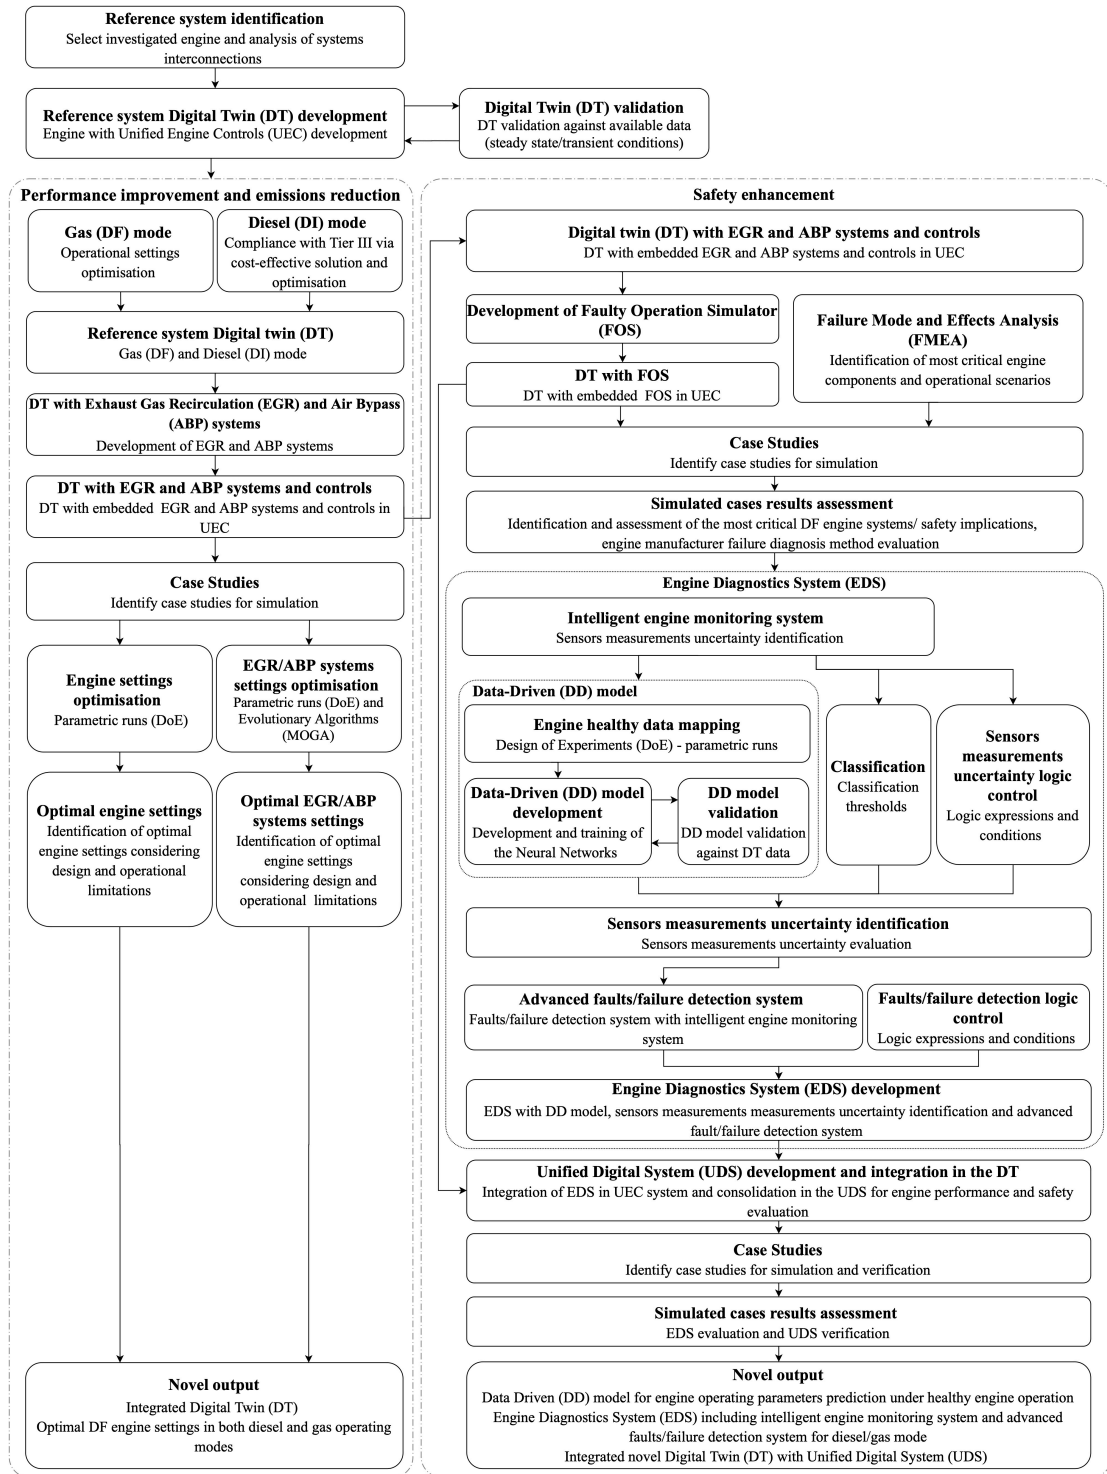 Reference system identification
Select investigated engine and analysis of systems
interconnections
Reference system Digital Twin (DT) development
Engine with Unified Engine Controls (UEC) development
Digital Twin (DT) validation
DT validation against available data
(steady state/transient conditions)
Performance improvement and emissions reduction
Gas (DF) mode
Operational settings
optimisation
Diesel (DI) mode
Compliance with Tier III via
cost-effective solution and
optimisation
Reference system Digital twin (DT)
Gas (DF) and Diesel (DI) mode
DT with Exhaust Gas Recirculation (EGR) and Air Bypass
(ABP) systems
Development of EGR and ABP systems
DT with EGR and ABP systems and controls
DT with embedded EGR and ABP systems and controls in
UEC
Case Studies
Identify case studies for simulation
Engine settings
optimisation
Parametric runs (DoE)
EGR/ABP systems
settings optimisation
Parametric runs (DoE) and
Evolutionary Algorithms
(MOGA)
Optimal engine settings
Identification of optimal
engine settings considering
design and operational
limitations
Optimal EGR/ABP
systems settings
Identification of optimal
engine settings
considering design and
operational limitations
Novel output
Integrated Digital Twin (DT)
Optimal DF engine settings in both diesel and gas operating
modes
Safety enhancement
Digital twin (DT) with EGR and ABP systems and controls
DT with embedded EGR and ABP systems and controls in UEC
Development of Faulty Operation Simulator
(FOS)
Failure Mode and Effects Analysis
(FMEA)
Identification of most critical engine
components and operational scenarios
DT with FOS
DT with embedded FOS in UEC
Case Studies
Identify case studies for simulation
Simulated cases results assessment
Identification and assessment of the most critical DF engine systems/ safety implications,
engine manufacturer failure diagnosis method evaluation
Engine Diagnostics System (EDS)
Intelligent engine monitoring system
Sensors measurements uncertainty identification
Data-Driven (DD) model
Engine healthy data mapping
Design of Experiments (DoE) - parametric runs
Data-Driven (DD) model
development
Development and training of
the Neural Networks
DD model
validation
DD model validation
against DT data
Classification
Classification
thresholds
Sensors
measurements
uncertainty logic
control
Logic expressions and
conditions
Sensors measurements uncertainty identification
Sensors measurements uncertainty evaluation
Advanced faults/failure detection system
Faults/failure detection system with intelligent engine monitoring
system
Faults/failure detection logic
control
Logic expressions and conditions
Engine Diagnostics System (EDS) development
EDS with DD model, sensors measurements measurements uncertainty identification and advanced
fault/failure detection system
Unified Digital System (UDS) development and integration in the DT
Integration of EDS in UEC system and consolidation in the UDS for engine performance and safety
evaluation
Case Studies
Identify case studies for simulation and verification
Simulated cases results assessment
EDS evaluation and UDS verification
Novel output
Data Driven (DD) model for engine operating parameters prediction under healthy engine operation
Engine Diagnostics System (EDS) including intelligent engine monitoring system and advanced
faults/failure detection system for diesel/gas mode
Integrated novel Digital Twin (DT) with Unified Digital System (UDS)